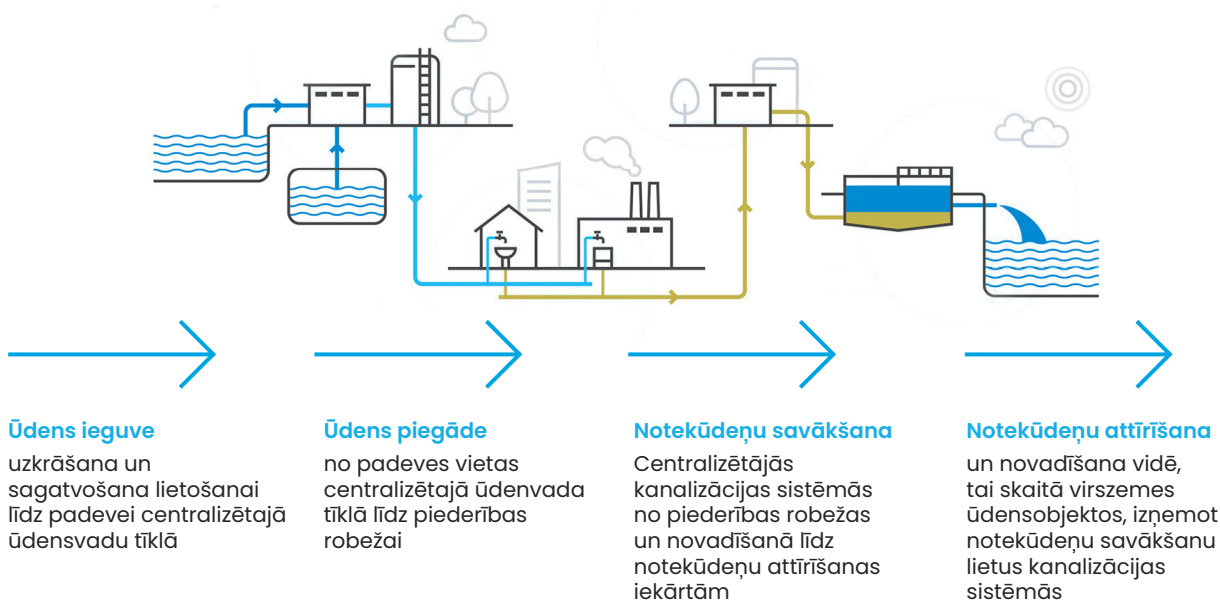 Ūdens ieguve
uzkrāšana un
sagatvošana lietošanai
līdz padevei centralizētajā
ūdensvadu tīklā
Ūdens piegāde
no padeves vietas
centralizētajā ūdenvada
tīklā līdz piederības
robežai
Notekūdeņu savākšana
Centralizētājās
kanalizācijas sistēmās
no piederības robežas
un novadīšanā līdz
notekūdeņu attīrīšanas
iekārtām
Notekūdeņu attīrīšana
un novadīšana vidē,
tai skaitā virszemes
ūdensobjektos, izņemot
notekūdeņu savākšanu
lietus kanalizācijas
sistēmās